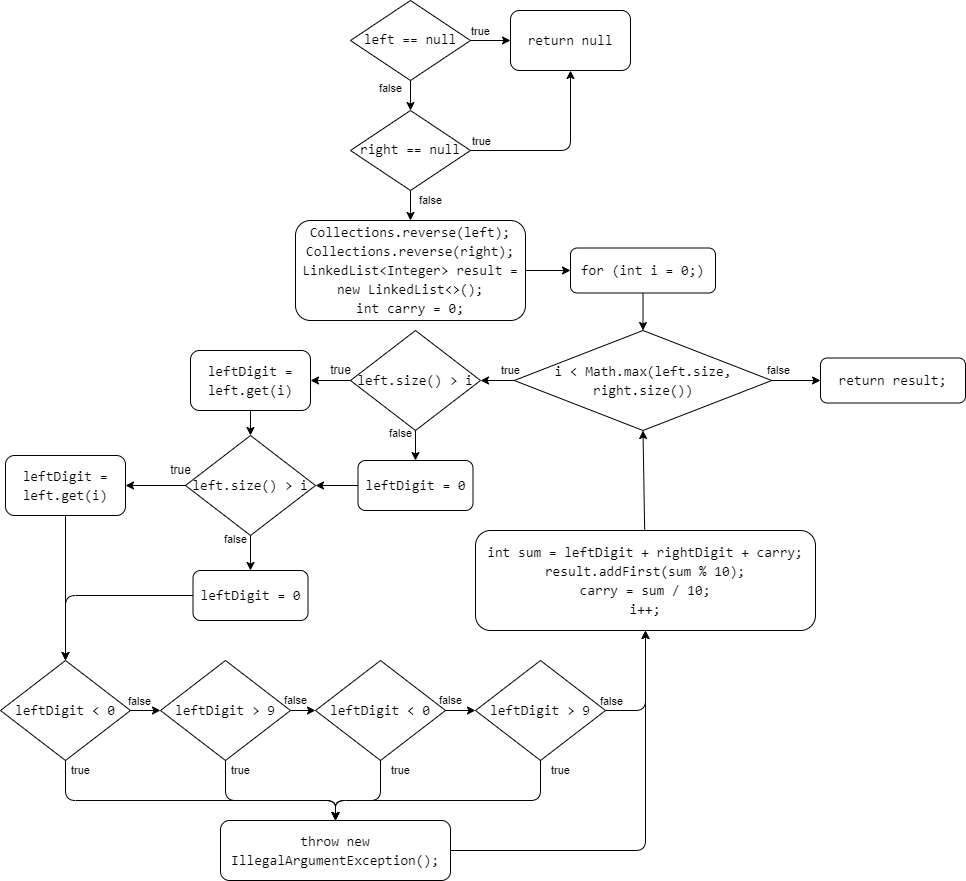 left == null
true
return null
false
right == null
true
false
Collections.reverse(left);
Collections.reverse(right);
LinkedList<Integer> result =
new LinkedList<>();
int carry = 0;
for (int i = 0;)
i < Math.max(left.size,
right.size())
false
return result;
true
left.size() > i
true
leftDigit =
left.get(i)
false
leftDigit = 0
left.size() > i
true
leftDigit =
left.get(i)
false
leftDigit = 0
int sum = leftDigit + rightDigit + carry;
result.addFirst(sum % 10);
carry = sum / 10;
i++;
leftDigit < 0
false
leftDigit > 9
false
leftDigit < 0
false
leftDigit > 9
false
true
true
true
true
throw new
IllegalArgumentException();